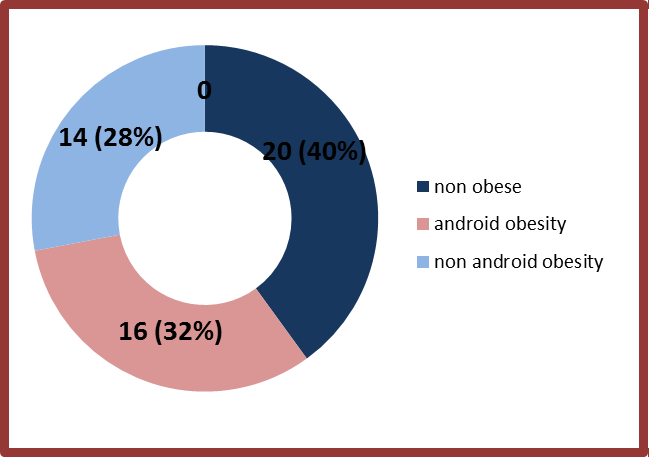 0
14 (28%)
20 (40%)
16 (32%)
non obese
android obesity
non android obesity